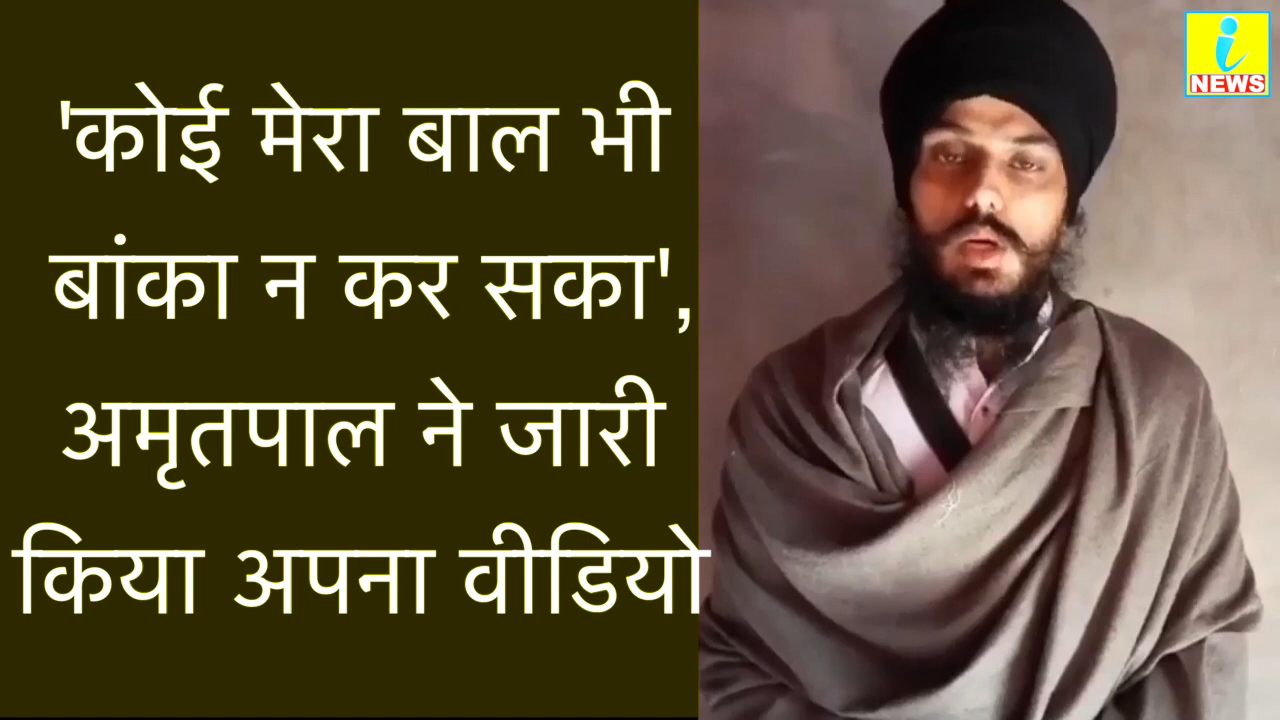 'कोई मेरा बाल भी
बांका न कर सका',
अमृतपाल ने जारी
किया अपना वीडियो
i
NEWS